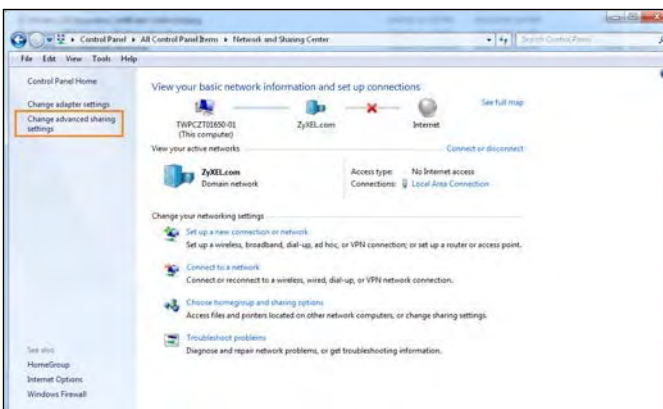 Control Panel ▸ All Control Panel Items ▸ Network and Sharing Center
Search Control Panel
File Edit View Tools Help
Control Panel Home
Change adapter settings
Change advanced sharing
settings
See also
HomeGroup
Internet Options
Windows Firewall
View your basic network information and set up connections
See full map
TWPCZT01650-01
(This computer)
ZyXEL.com
Internet
View your active networks
Connect or disconnect
ZyXEL.com
Domain network
Access type: No Internet access
Connections: Local Area Connection
Change your networking settings
Set up a new connection or network
Set up a wireless, broadband, dial-up, ad hoc, or VPN connection; or set up a router or access point.
Connect to a network
Connect or reconnect to a wireless, wired, dial-up, or VPN network connection.
Choose homegroup and sharing options
Access files and printers located on other network computers, or change sharing settings.
Troubleshoot problems
Diagnose and repair network problems, or get troubleshooting information.